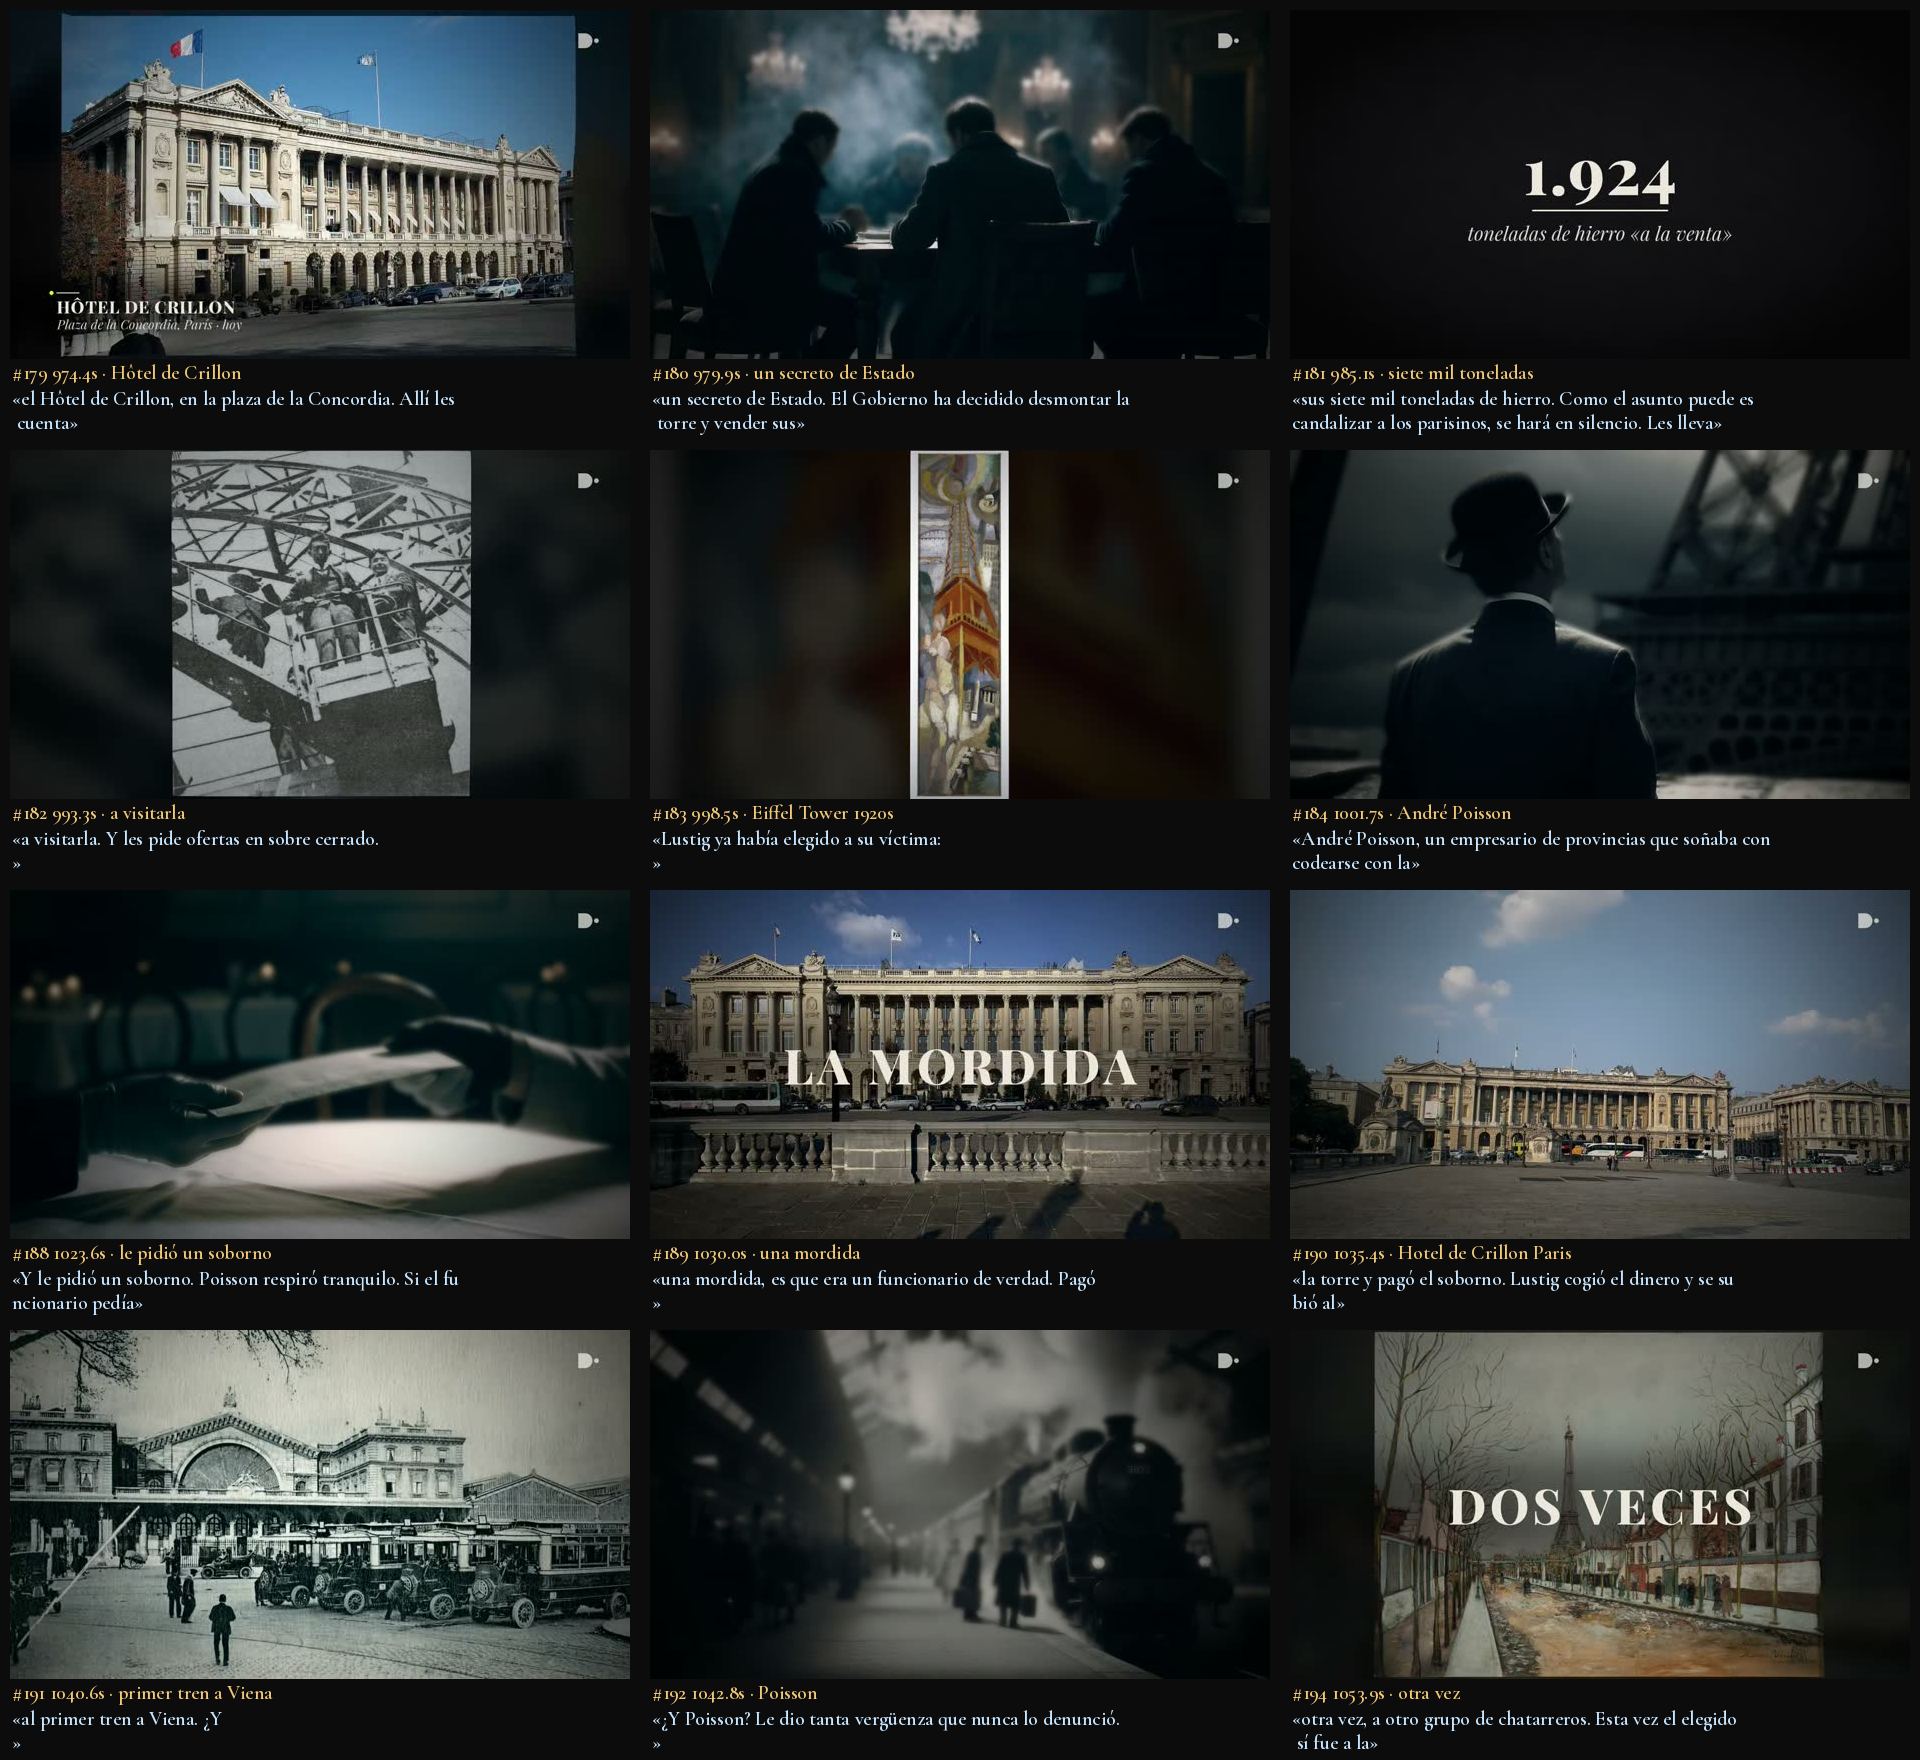 HÔTEL DE CRILLON
Plaza de la Concordia, París · hoy
#179 974.4s · Hôtel de Crillon
«el Hôtel de Crillon, en la plaza de la Concordia. Allí les
cuenta»
#180 979.9s · un secreto de Estado
«un secreto de Estado. El Gobierno ha decidido desmontar la
torre y vender sus»
1.924
toneladas de hierro «a la venta»
#181 985.1s · siete mil toneladas
«sus siete mil toneladas de hierro. Como el asunto puede es
candalizar a los parisinos, se hará en silencio. Les lleva»
#182 993.3s · a visitarla
«a visitarla. Y les pide ofertas en sobre cerrado.
»
#183 998.5s · Eiffel Tower 1920s
«Lustig ya había elegido a su víctima:
»
#184 1001.7s · André Poisson
«André Poisson, un empresario de provincias que soñaba con
codearse con la»
#188 1023.6s · le pidió un soborno
«Y le pidió un soborno. Poisson respiró tranquilo. Si el fu
ncionario pedía»
LA MORDIDA
#189 1030.0s · una mordida
«una mordida, es que era un funcionario de verdad. Pagó
»
#190 1035.4s · Hotel de Crillon Paris
«la torre y pagó el soborno. Lustig cogió el dinero y se su
bió al»
#191 1040.6s · primer tren a Viena
«al primer tren a Viena. ¿Y
»
#192 1042.8s · Poisson
«¿Y Poisson? Le dio tanta vergüenza que nunca lo denunció.
»
DOS VECES
#194 1053.9s · otra vez
«otra vez, a otro grupo de chatarreros. Esta vez el elegido
sí fue a la»